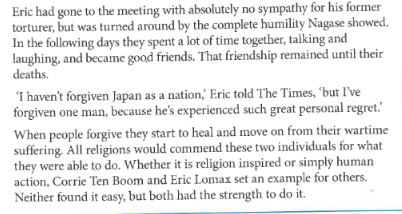 Eric had gone to the meeting with absolutely no sympathy for his former
torturer, but was turned around by the complete humility Nagase showed.
In the following days they spent a lot of time together, talking and
laughing, and became good friends. That friendship remained until their
deaths.
'I haven't forgiven Japan as a nation,' Eric told The Times, 'but I've
forgiven one man, because he's experienced such great personal regret.'
When people forgive they start to heal and move on from their wartime
suffering. All religions would commend these two individuals for what
they were able to do. Whether it is religion inspired or simply human
action, Corrie Ten Boom and Eric Lomax set an example for others.
Neither found it easy, but both had the strength to do it.